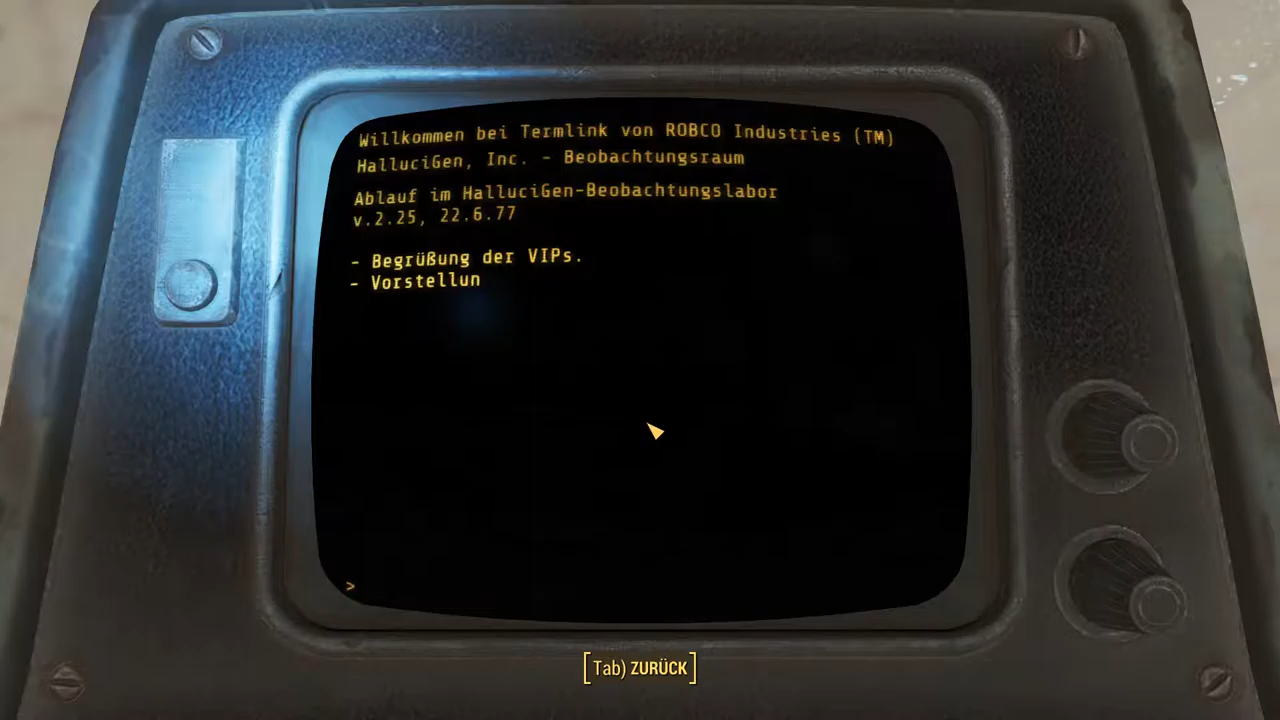 Willkommen bei Termlink von ROBCO Industries (TM)
HalluciGen, Inc. - Beobachtungsraum
Ablauf im HalluciGen-Beobachtungslabor
v.2.25, 22.6.77
- Begrüßung der VIPs.
- Vorstellun
>
[Tab) ZURÜCK]